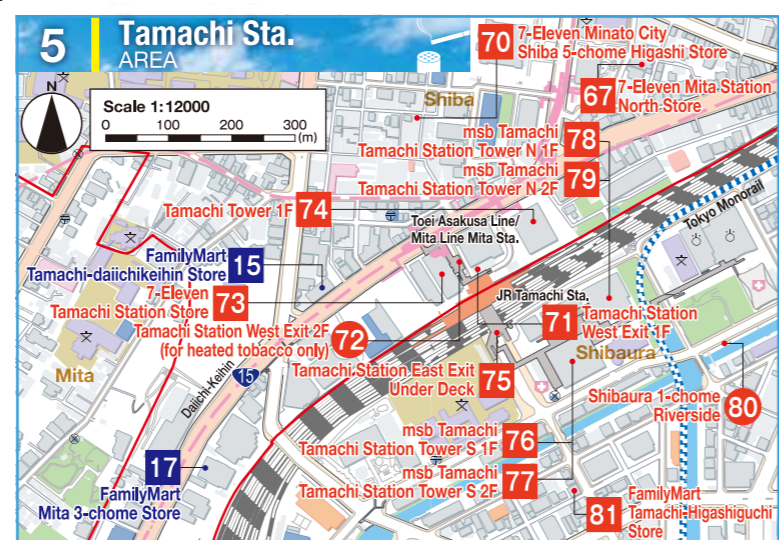 5
Tamachi Sta.
AREA
N
Scale 1:12000
0 100 200 300
(m)
70
7-Eleven Minato City
Shiba 5-chome Higashi Store
67
7-Eleven Mita Station
North Store
Shiba
msb Tamachi
Tamachi Station Tower N 1F
78
msb Tamachi
Tamachi Station Tower N 2F
79
Tamachi Tower 1F
74
Toei Asakusa Line/
Mita Line Mita Sta.
Tokyo Monorail
FamilyMart
Tamachi-daiichikeihin Store
15
7-Eleven
Tamachi Station Store
73
JR Tamachi Sta.
Tamachi Station West Exit 2F
(for heated tobacco only)
72
71
Tamachi Station
West Exit 1F
Shibaura
Mita
Daiichi-Keihin
15
Tamachi Station East Exit
Under Deck
75
Shibaura 1-chome
Riverside
80
msb Tamachi
Tamachi Station Tower S 1F
76
msb Tamachi
Tamachi Station Tower S 2F
77
17
FamilyMart
Mita 3-chome Store
81
FamilyMart
Tamachi-Higashiguchi
Store